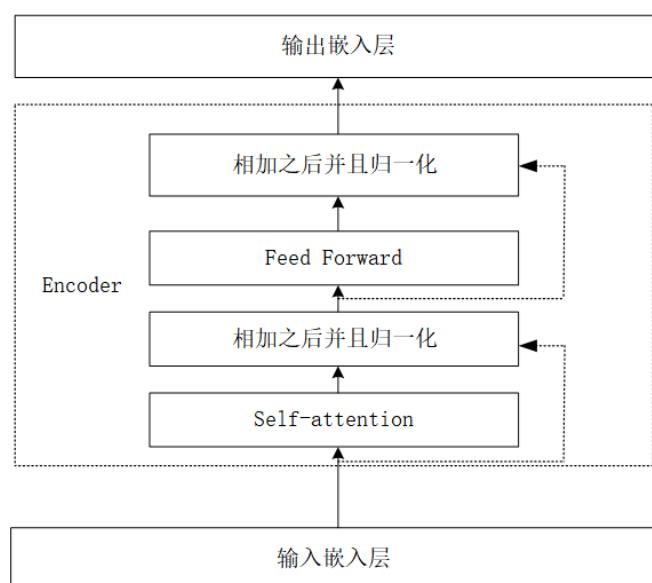 输出嵌入层
相加之后并且归一化
Feed Forward
Encoder
相加之后并且归一化
Self-attention
输入嵌入层